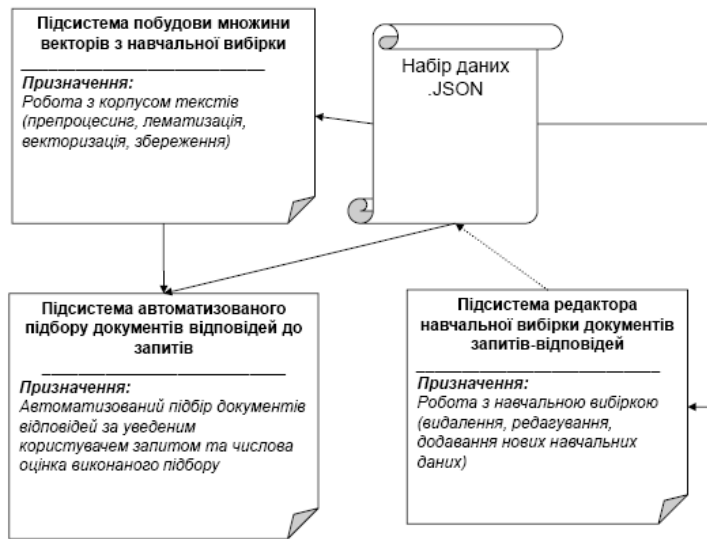 Підсистема побудови множини
векторів з навчальної вибірки
Призначення:
Робота з корпусом текстів
(препроцесинг, лематизація,
векторизація, збереження)
Набір даних
.JSON
Підсистема автоматизованого
підбору документів відповідей до
запитів
Призначення:
Автоматизований підбір документів
відповідей за уведеним
користувачем запитом та числова
оцінка виконаного підбору
Підсистема редактора
навчальної вибірки документів
запитів-відповідей
Призначення:
Робота з навчальною вибіркою
(видалення, редагування,
додавання нових навчальних
даних)